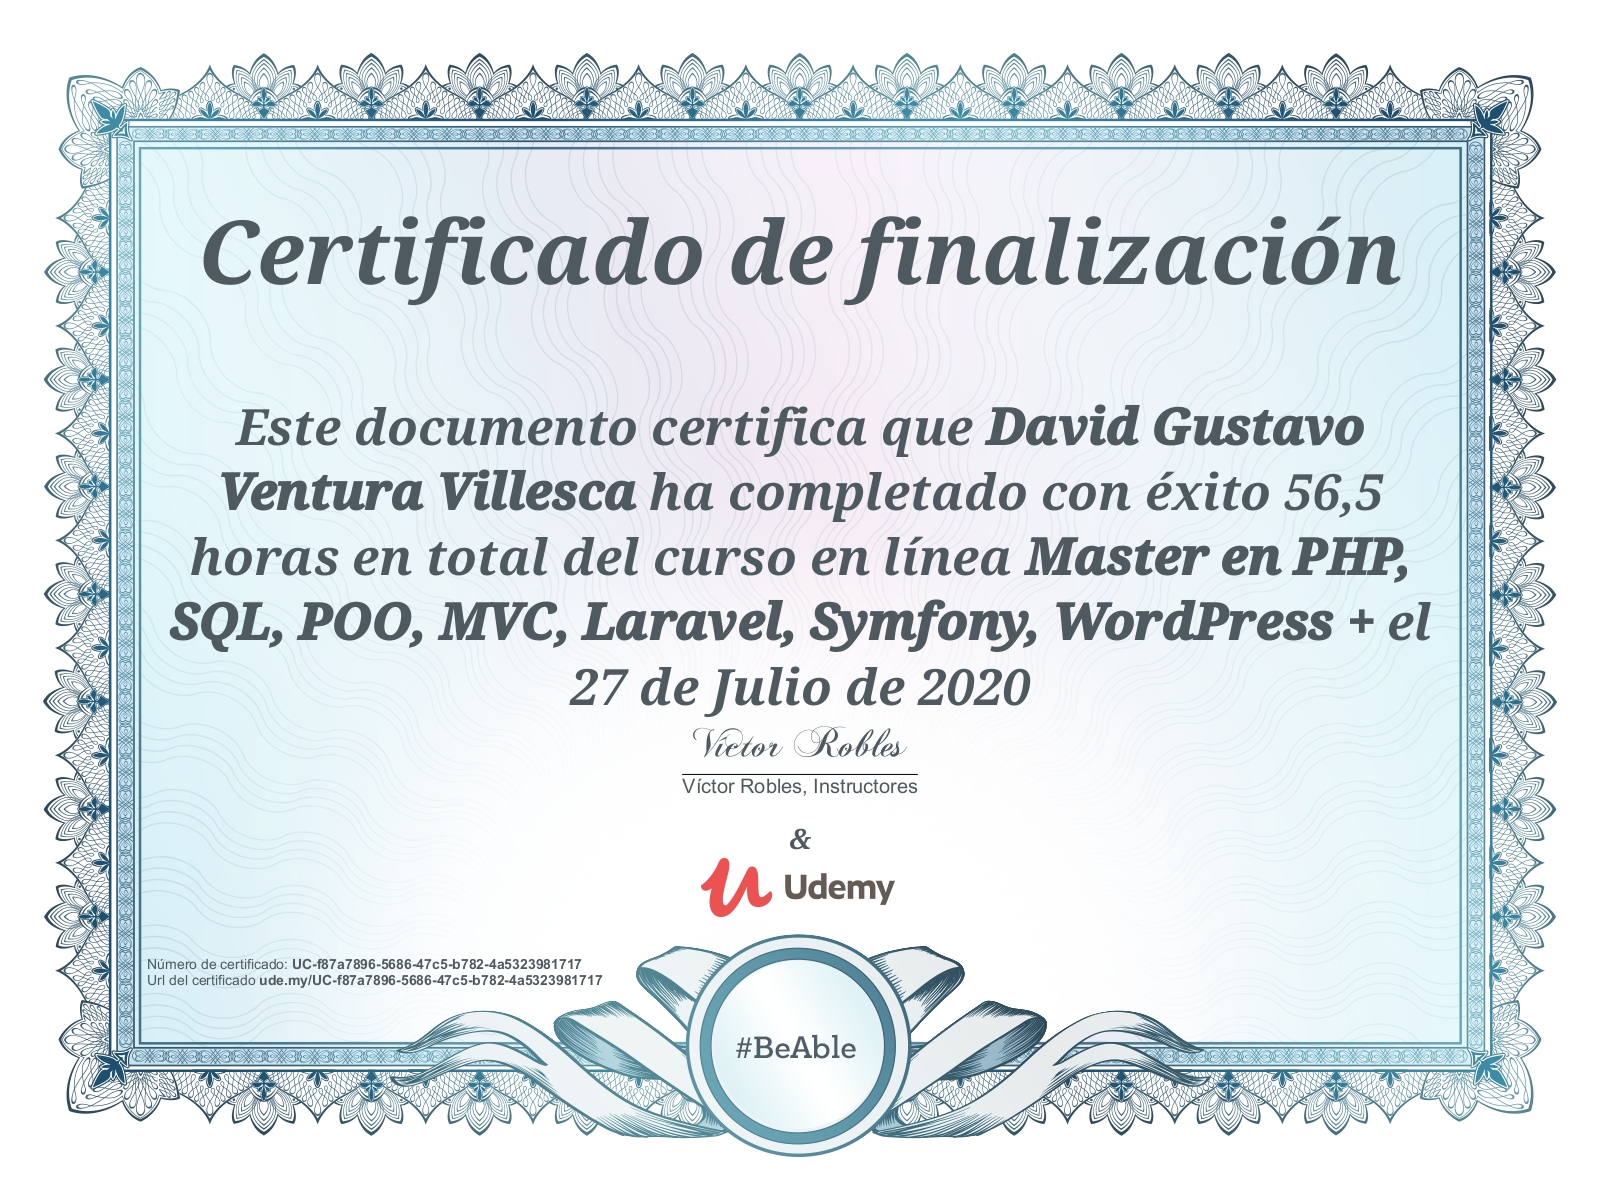 Certificado de finalización
Este documento certifica que David Gustavo
Ventura Villesca ha completado con éxito 56,5
horas en total del curso en línea Master en PHP,
SQL, POO, MVC, Laravel, Symfony, WordPress + el
27 de Julio de 2020
Víctor Robles
Víctor Robles, Instructores
&
Udemy
Número de certificado: UC-f87a7896-5686-47c5-b782-4a5323981717
Url del certificado ude.my/UC-f87a7896-5686-47c5-b782-4a5323981717
#BeAble